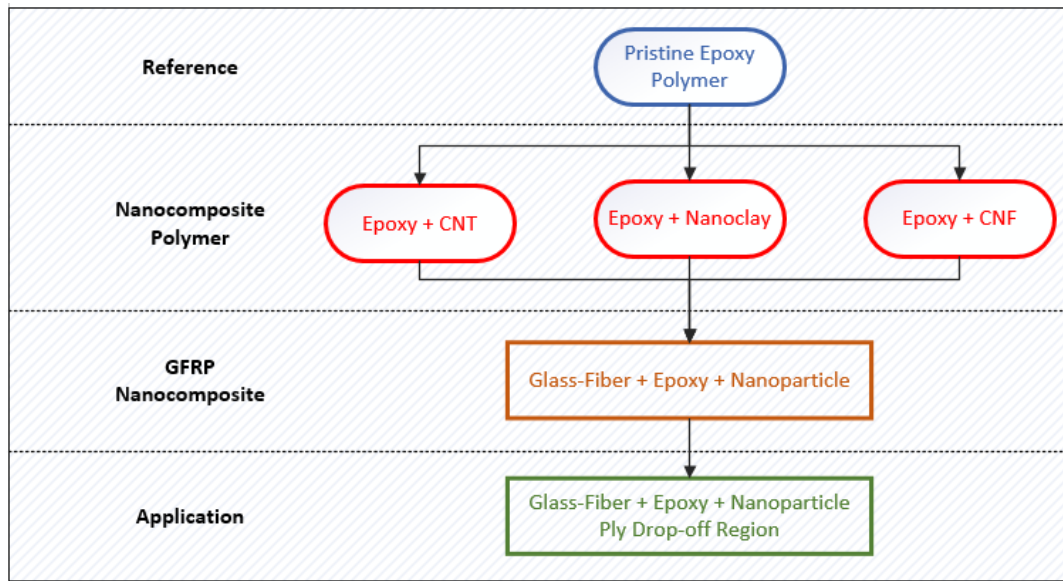 Reference
Pristine Epoxy
Polymer
Nanocomposite
Polymer
Epoxy + CNT
Epoxy + Nanoclay
Epoxy + CNF
GFRP
Nanocomposite
Glass-Fiber + Epoxy + Nanoparticle
Application
Glass-Fiber + Epoxy + Nanoparticle
Ply Drop-off Region